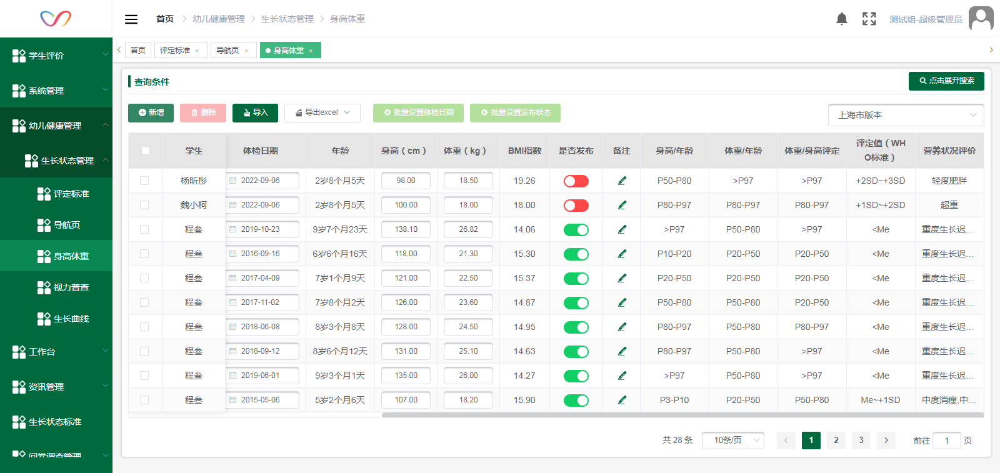 首页 幼儿健康管理 生长状态管理 身高体重 测试组-超级管理员
首页 评定标准 × 导航页 × 身高体重 ×
学生评价
系统管理
幼儿健康管理
生长状态管理
评定标准
导航页
身高体重
视力普查
生长曲线
工作台
资讯管理
生长状态标准
问卷调查管理
查询条件 点击展开搜索
新增 删除 导入 导出excel 批量设置体检日期 批量设置发布状态 上海市版本
学生 体检日期 年龄 身高（cm） 体重（kg） BMI指数 是否发布 备注 身高/年龄 体重/年龄 体重/身高评定 评定值（WH
O标准） 营养状况评价
杨昕彤 2022-09-06 2岁8个月5天 98.00 18.50 19.26 P50-P80 >P97 >P97 +2SD~+3SD 轻度肥胖
魏小柯 2022-09-06 2岁8个月5天 100.00 18.00 18.00 P80-P97 P80-P97 P80-P97 +1SD~+2SD 超重
程叁 2019-10-23 9岁7个月23天 138.10 26.82 14.06 >P97 P50-P80 >P97 <Me 重度生长迟…
程叁 2016-09-16 6岁6个月16天 118.00 21.30 15.30 P10-P20 P20-P50 P20-P50 <Me 重度生长迟…
程叁 2017-04-09 7岁1个月9天 121.00 22.50 15.37 P20-P50 P20-P50 P20-P50 <Me 重度生长迟…
程叁 2017-11-02 7岁8个月2天 126.00 23.60 14.87 P50-P80 P50-P80 P20-P50 <Me 重度生长迟…
程叁 2018-06-08 8岁3个月8天 128.00 24.50 14.95 P80-P97 P50-P80 P80-P97 <Me 重度生长迟…
程叁 2018-09-12 8岁6个月12天 131.00 25.10 14.63 P80-P97 P50-P80 >P97 <Me 重度生长迟…
程叁 2019-06-01 9岁3个月1天 135.00 26.00 14.27 >P97 P50-P80 >P97 <Me 重度生长迟…
程叁 2015-05-06 5岁2个月6天 107.00 18.20 15.90 P3-P10 P20-P50 P50-P80 Me~+1SD 中度消瘦,中…
共 28 条 10条/页 1 2 3 前往 1 页